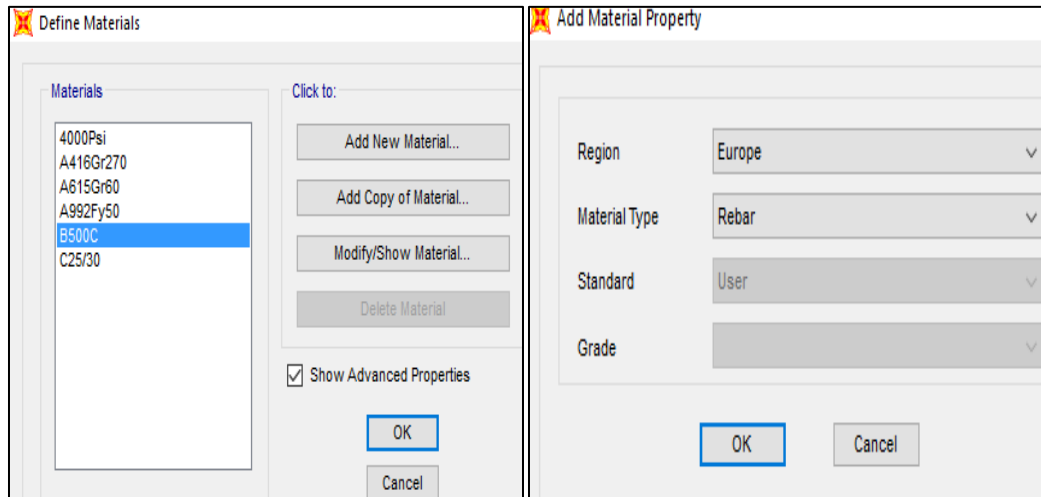 Define Materials
Materials
4000Psi
A416Gr270
A615Gr60
A992Fy50
B500C
C25/30
Click to:
Add New Material...
Add Copy of Material...
Modify/Show Material...
Delete Material
Show Advanced Properties
OK
Cancel
Add Material Property
Region Europe
Material Type Rebar
Standard User
Grade
OK Cancel